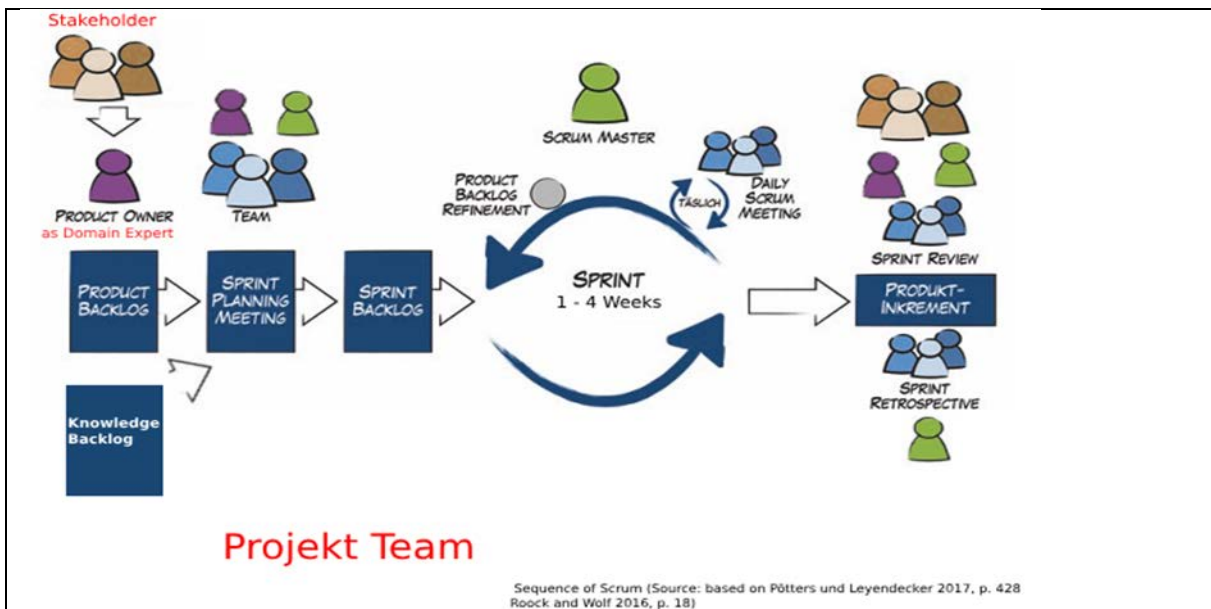 Stakeholder
PRODUCT OWNER
as Domain Expert
TEAM
SCRUM MASTER
PRODUCT
BACKLOG
REFINEMENT
TÄGLICH
DAILY
SCRUM
MEETING
SPRINT REVIEW
PRODUCT
BACKLOG
SPRINT
PLANNING
MEETING
SPRINT
BACKLOG
SPRINT
1 - 4 Weeks
PRODUKT-
INKREMENT
SPRINT
RETROSPECTIVE
Knowledge
Backlog
Projekt Team
Sequence of Scrum (Source: based on Pötters und Leyendecker 2017, p. 428
Roock and Wolf 2016, p. 18)